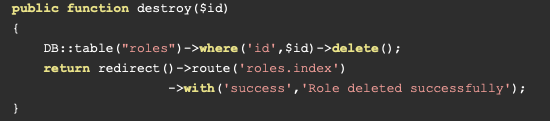 public function destroy($id)
{
DB::table("roles")->where('id',$id)->delete();
return redirect()->route('roles.index')
->with('success','Role deleted successfully');
}